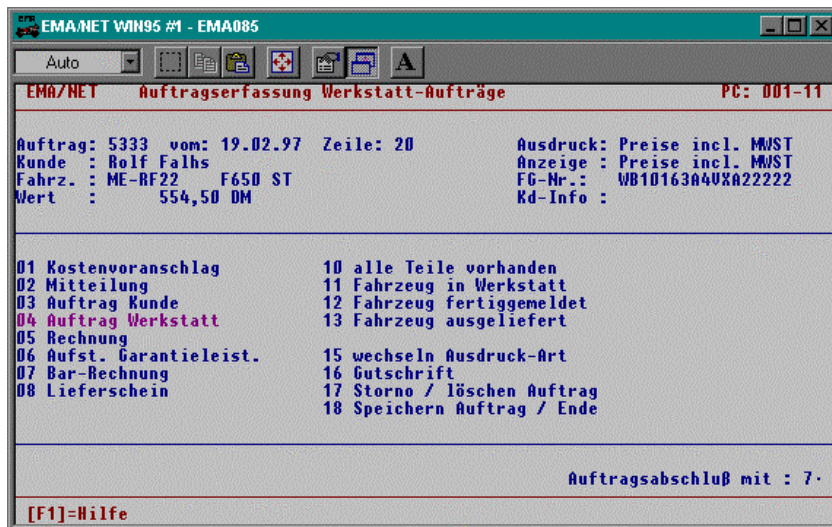 EMA/NET WIN95 #1 - EMA085
Auto
A
EMA/NET Auftragserfassung Werkstatt-Aufträge PC: 001-11
Auftrag: 5333 vom: 19.02.97 Zeile: 20 Ausdruck: Preise incl. MWST
Kunde : Rolf Falhs Anzeige : Preise incl. MWST
Fahrz. : ME-RF22 F650 ST FG-Nr.: WB10163A4VXA22222
Wert : 554,50 DM Kd-Info :
01 Kostenvoranschlag 10 alle Teile vorhanden
02 Mitteilung 11 Fahrzeug in Werkstatt
03 Auftrag Kunde 12 Fahrzeug fertiggemeldet
04 Auftrag Werkstatt 13 Fahrzeug ausgeliefert
05 Rechnung
06 Aufst. Garantieleist. 15 wechseln Ausdruck-Art
07 Bar-Rechnung 16 Gutschrift
08 Lieferschein 17 Storno / löschen Auftrag
18 Speichern Auftrag / Ende
Auftragsabschluß mit : 7·
[F1]=Hilfe